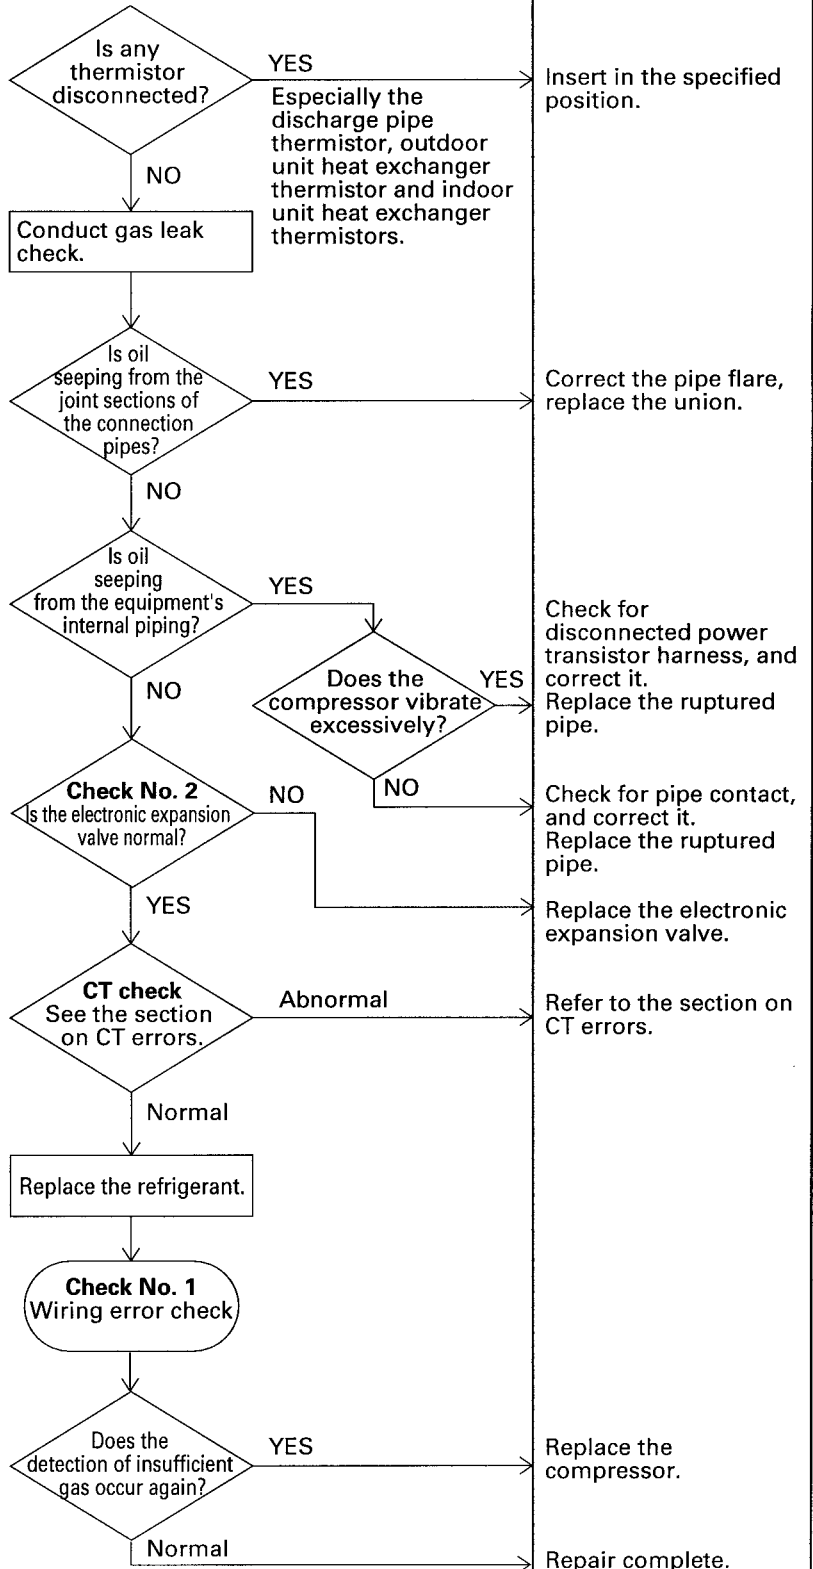 Is any
thermistor
disconnected?
YES
Especially the
discharge pipe
thermistor, outdoor
unit heat exchanger
thermistor and indoor
unit heat exchanger
thermistors.
Insert in the specified
position.
NO
Conduct gas leak
check.
Is oil
seeping from the
joint sections of
the connection
pipes?
YES
Correct the pipe flare,
replace the union.
NO
Is oil
seeping
from the equipment's
internal piping?
YES
Does the
compressor vibrate
excessively?
YES
Check for
disconnected power
transistor harness, and
correct it.
Replace the ruptured
pipe.
NO
Check for pipe contact,
and correct it.
Replace the ruptured
pipe.
NO
Check No. 2
Is the electronic expansion
valve normal?
NO
Replace the electronic
expansion valve.
YES
CT check
See the section
on CT errors.
Abnormal
Refer to the section on
CT errors.
Normal
Replace the refrigerant.
Check No. 1
Wiring error check
Does the
detection of insufficient
gas occur again?
YES
Replace the
compressor.
Normal
Repair complete.